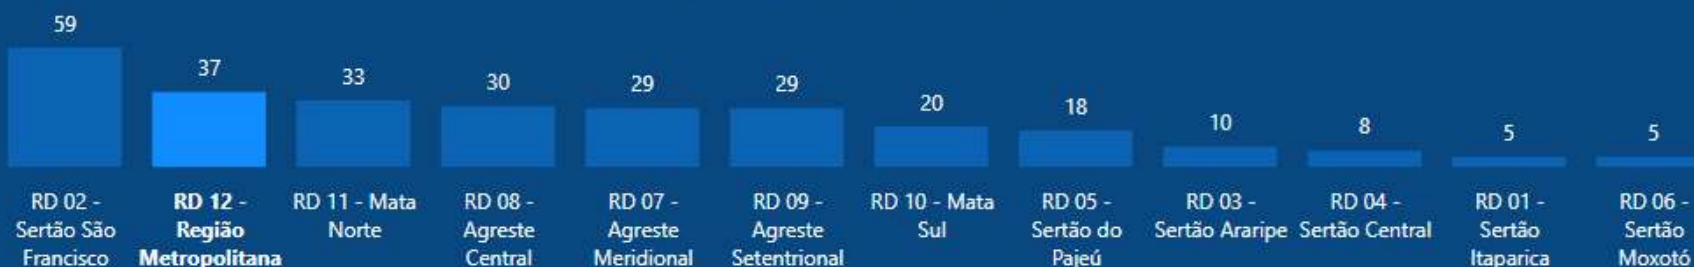 59
37
33
30
29
29
20
18
10
8
5
5
RD 02 -
Sertão São
Francisco
RD 12 -
Região
Metropolitana
RD 11 - Mata
Norte
RD 08 -
Agreste
Central
RD 07 -
Agreste
Meridional
RD 09 -
Agreste
Setentrional
RD 10 - Mata
Sul
RD 05 -
Sertão do
Pajeú
RD 03 -
Sertão Araripe
RD 04 -
Sertão Central
RD 01 -
Sertão
Itaparica
RD 06 -
Sertão
Moxotó